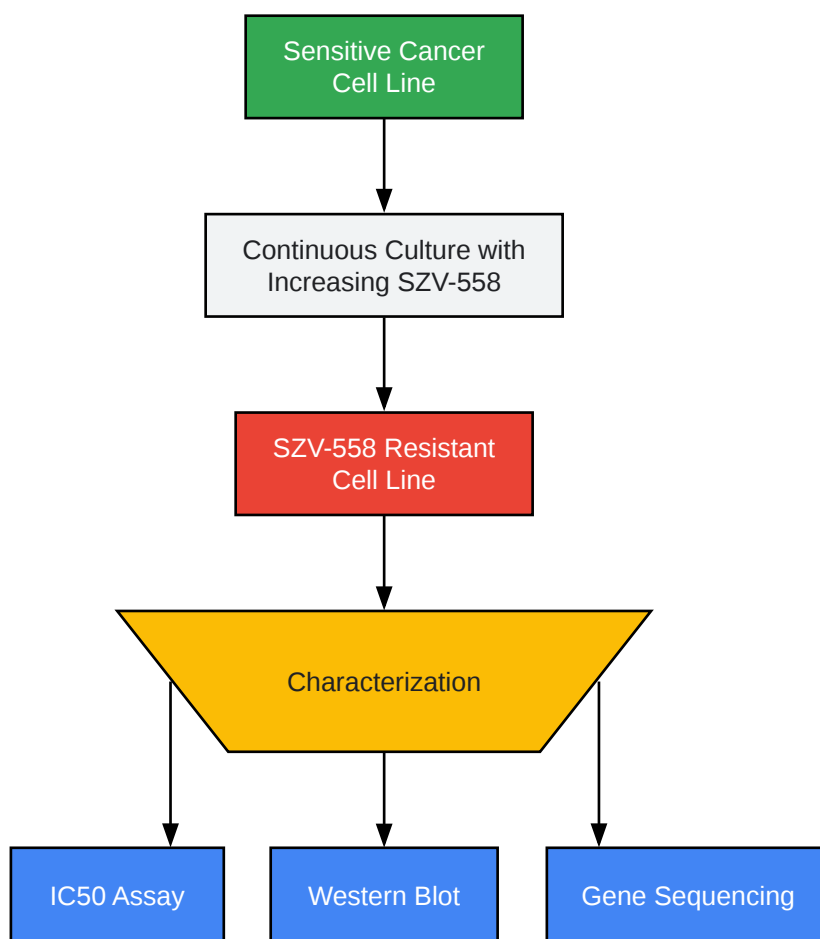 Sensitive Cancer
Cell Line
Continuous Culture with
Increasing SZV-558
SZV-558 Resistant
Cell Line
Characterization
IC50 Assay
Western Blot
Gene Sequencing